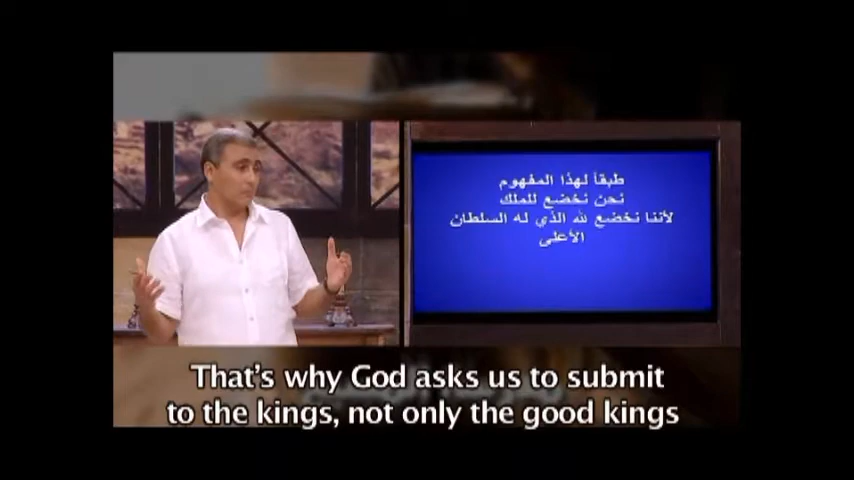 طبقاً لهذا المفهوم
نحن نخضع للملك
لأننا نخضع لله الذي له السلطان
الأعلى
That's why God asks us to submit
to the kings, not only the good kings